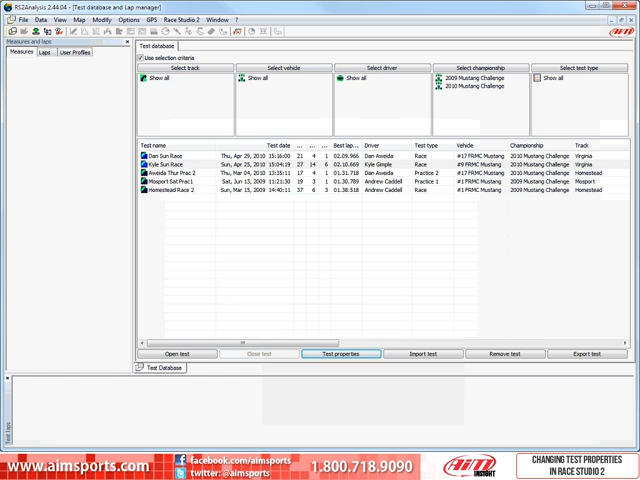 RS2Analysis 2.44.04 - [Test database and Lap manager]
File Data Map Modify Options GPS Race Studio 2 Window ?
AIM
Measures and laps
Measures Laps User Profiles
Test database
Use selection criteria
Select track Select vehicle Select driver Select championship Select test type
Show all Show all Show all 2009 Mustang Challenge Show all
2010 Mustang Challenge
Test name Test date ... ... ... Best lap... Driver Test type Vehicle Championship Track
Dan Sun Race Thu, Apr 29, 2010 15:16:00 21 4 1 02.09.966 Dan Aweida Race #17 FRMC Mustang 2010 Mustang Challenge Virginia
Kyle Sun Race Sun, Apr 25, 2010 15:04:19 27 14 6 02.10.669 Kyle Gimple Race #9 FRMC Mustang 2010 Mustang Challenge Virginia
Aweida Thur Prac 2 Thu, Mar 04, 2010 13:35:11 17 4 1 01.31.718 Dan Aweida Practice 2 #17 FRMC Mustang 2010 Mustang Challenge Homestead
Mosport Sat Prac1 Sat, Jun 13, 2009 11:46:21 19 3 1 01.30.789 Andrew Caddell Practice 1 #1 FRMC Mustang 2009 Mustang Challenge Mosport
Homestead Race 2 Sun, Mar 15, 2009 14:40:11 37 6 3 01.38.518 Andrew Caddell Race #1 FRMC Mustang 2009 Mustang Challenge Homestead
Open test Close test Test properties Import test Remove test Export test
Test Database
Test laps
www.aimsports.com
facebook.com/aimsports
twitter: @aimsports
1.800.718.9090
AIM
INSIGHT
CHANGING TEST PROPERTIES
IN RACE STUDIO 2